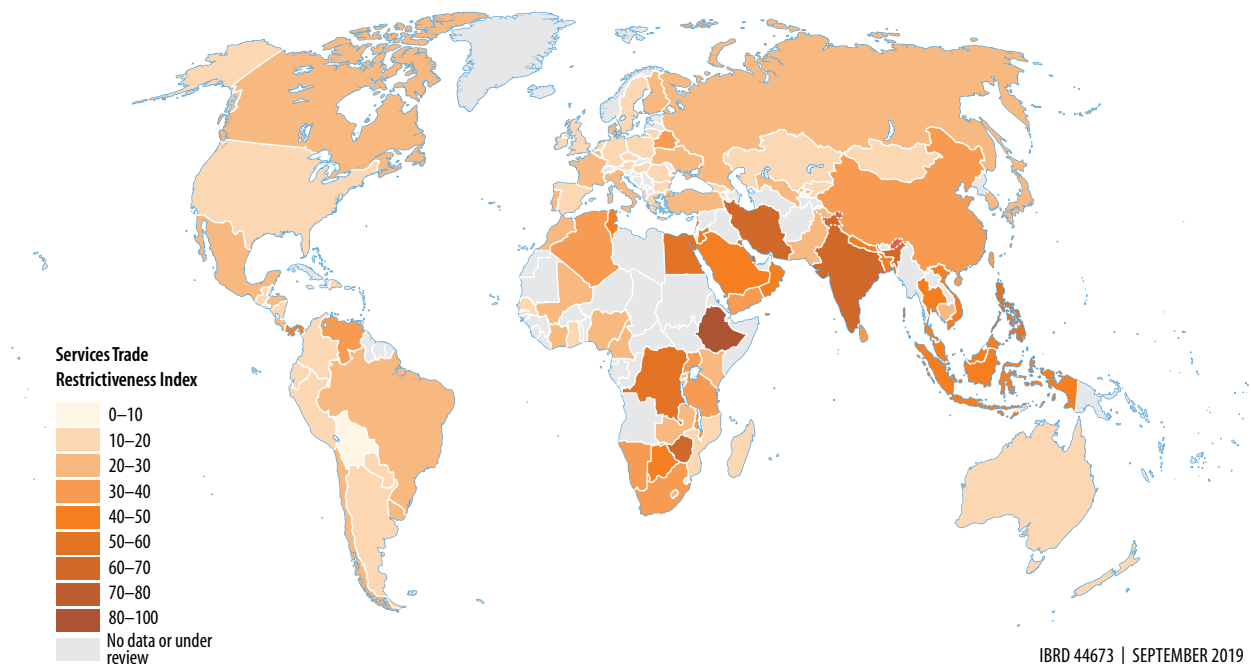 Services Trade
Restrictiveness Index
0–10
10–20
20–30
30–40
40–50
50–60
60–70
70–80
80–100
No data or under
review
IBRD 44673 | SEPTEMBER 2019